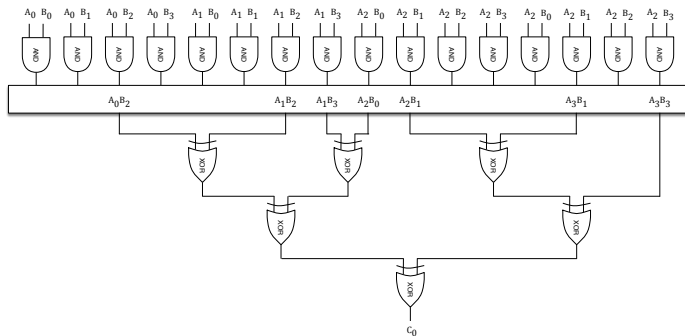 A0 B0 A0 B1 A0 B2 A0 B3 A1 B0 A1 B1 A1 B2 A1 B3 A2 B0 A2 B1 A2 B2 A2 B3 A2 B0 A2 B1 A2 B2 A2 B3
AND AND AND AND AND AND AND AND AND AND AND AND AND AND AND AND
A0B2 A1B2 A1B3 A2B0 A2B1 A3B1 A3B3
XOR XOR XOR
XOR XOR
XOR
C0